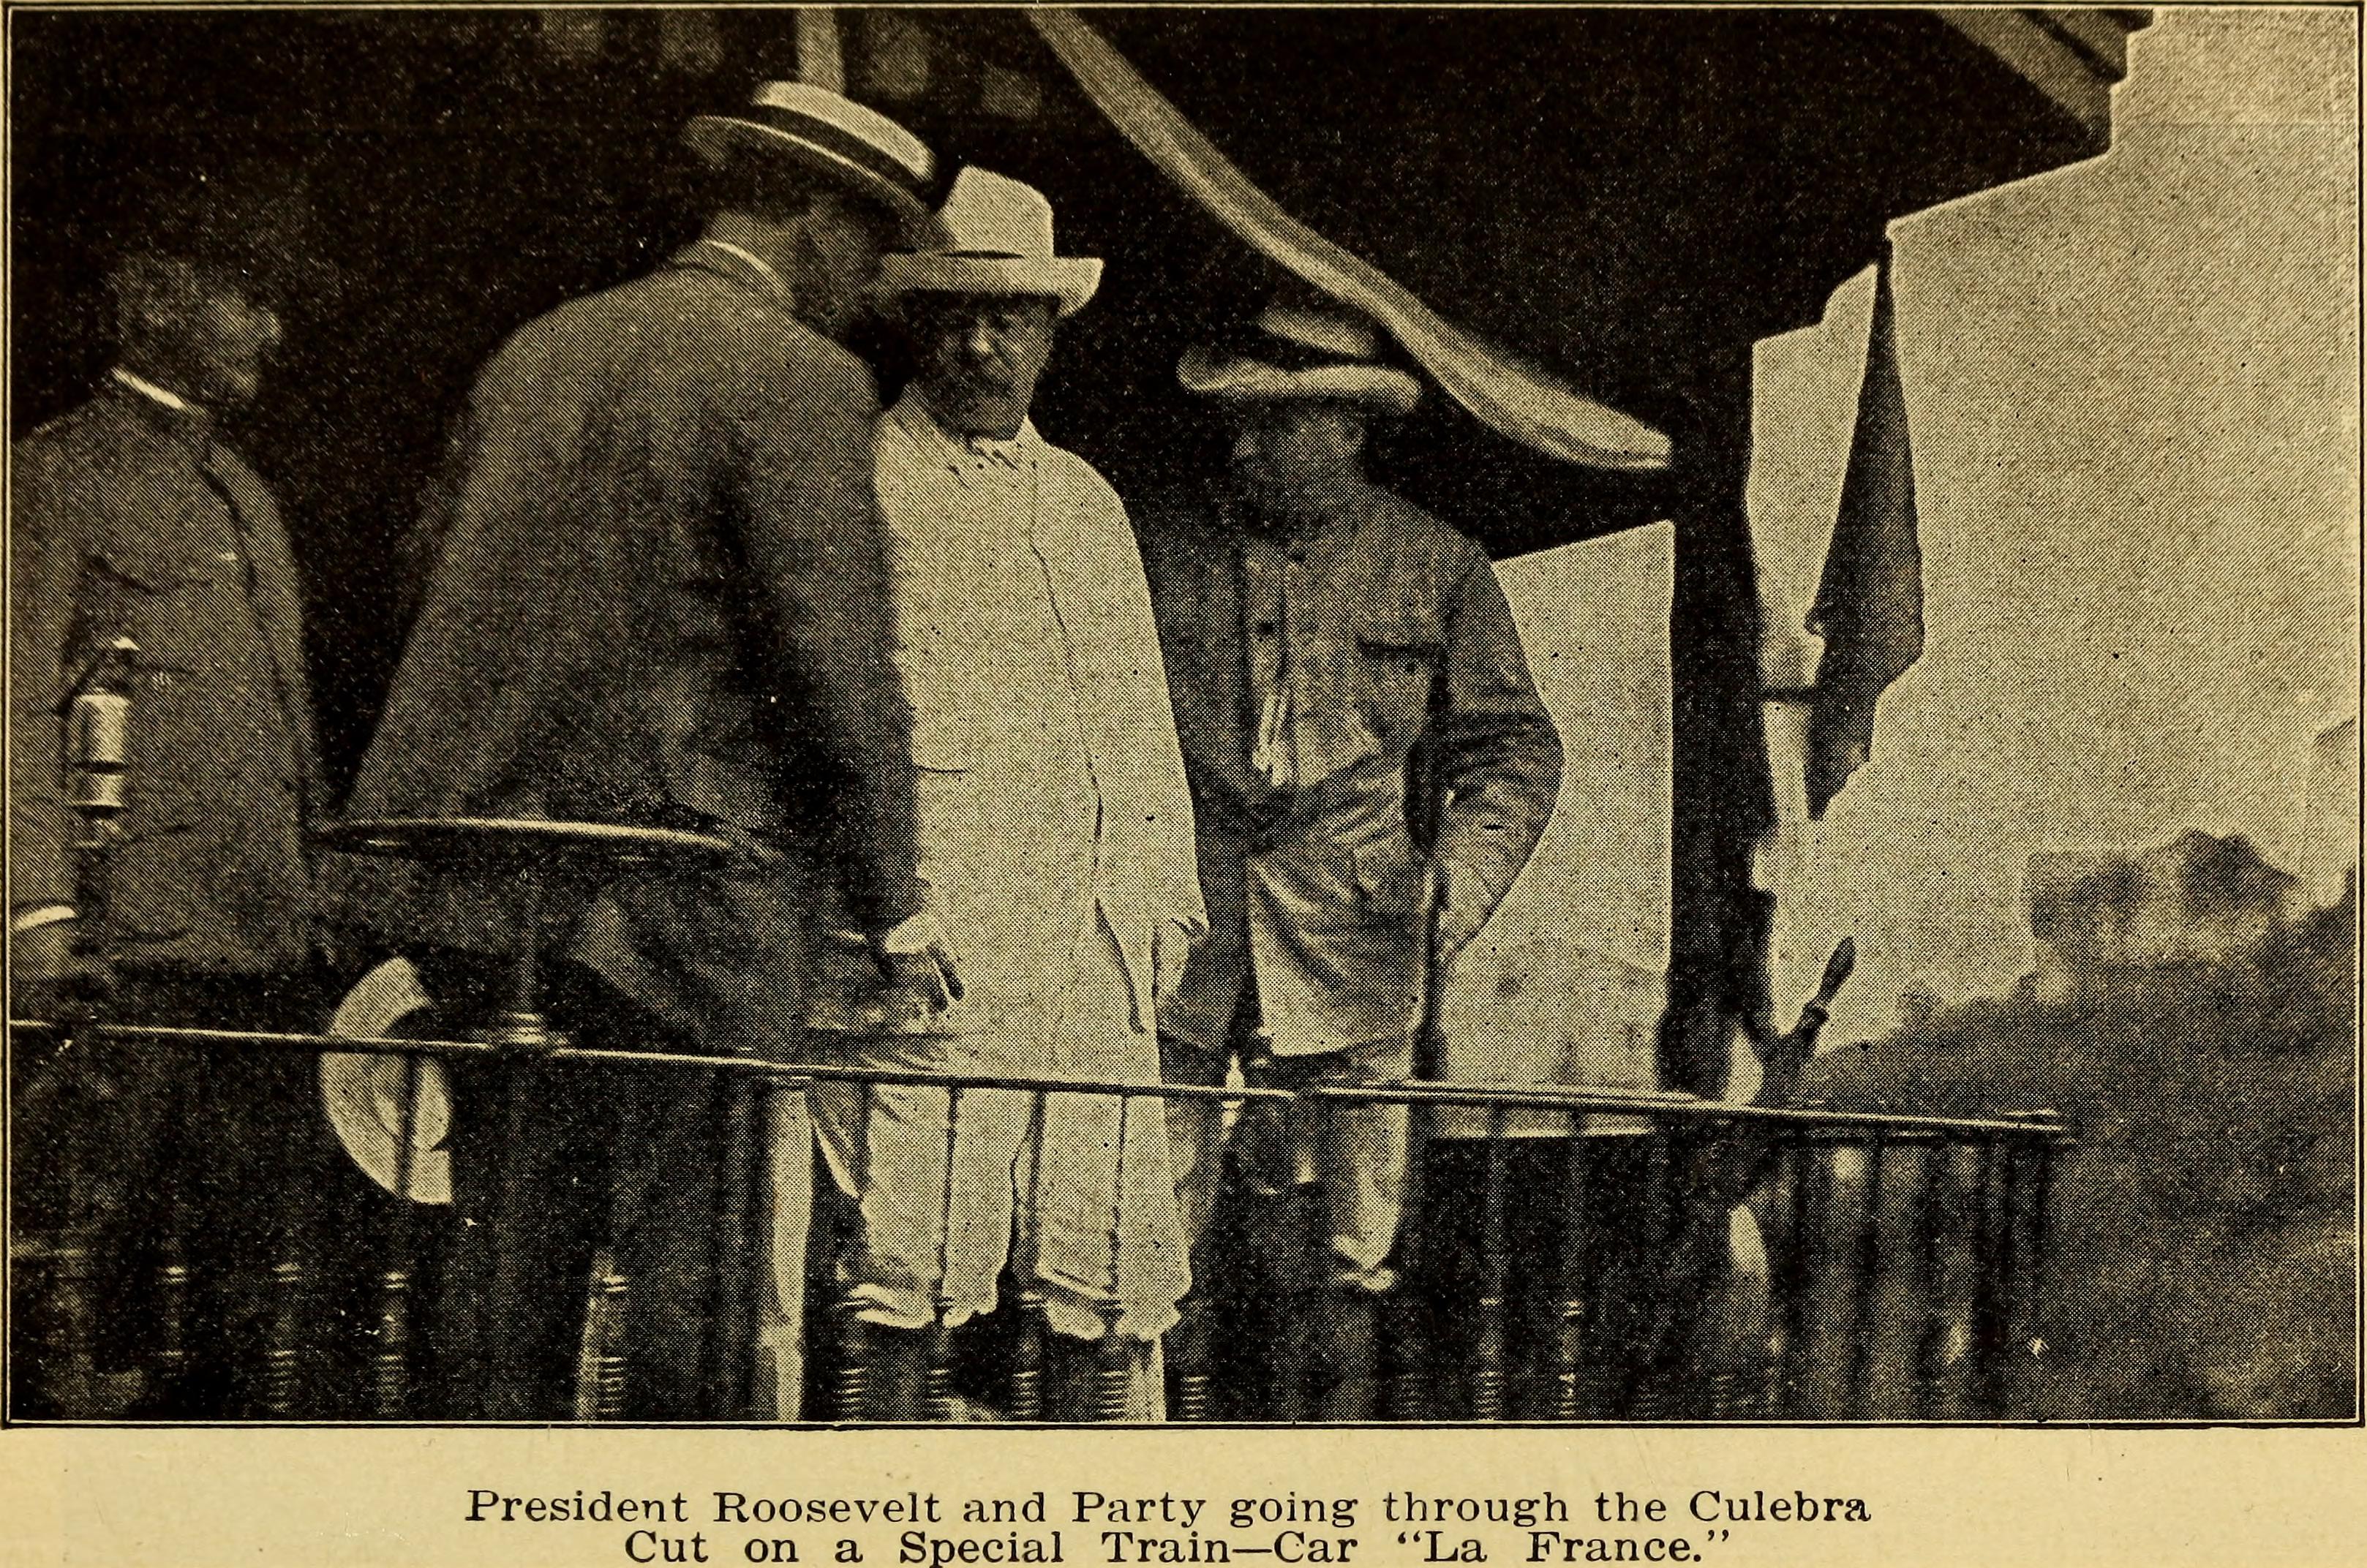 President Roosevelt and Party going through the Culebra
Cut on a Special Train—Car “La France.”